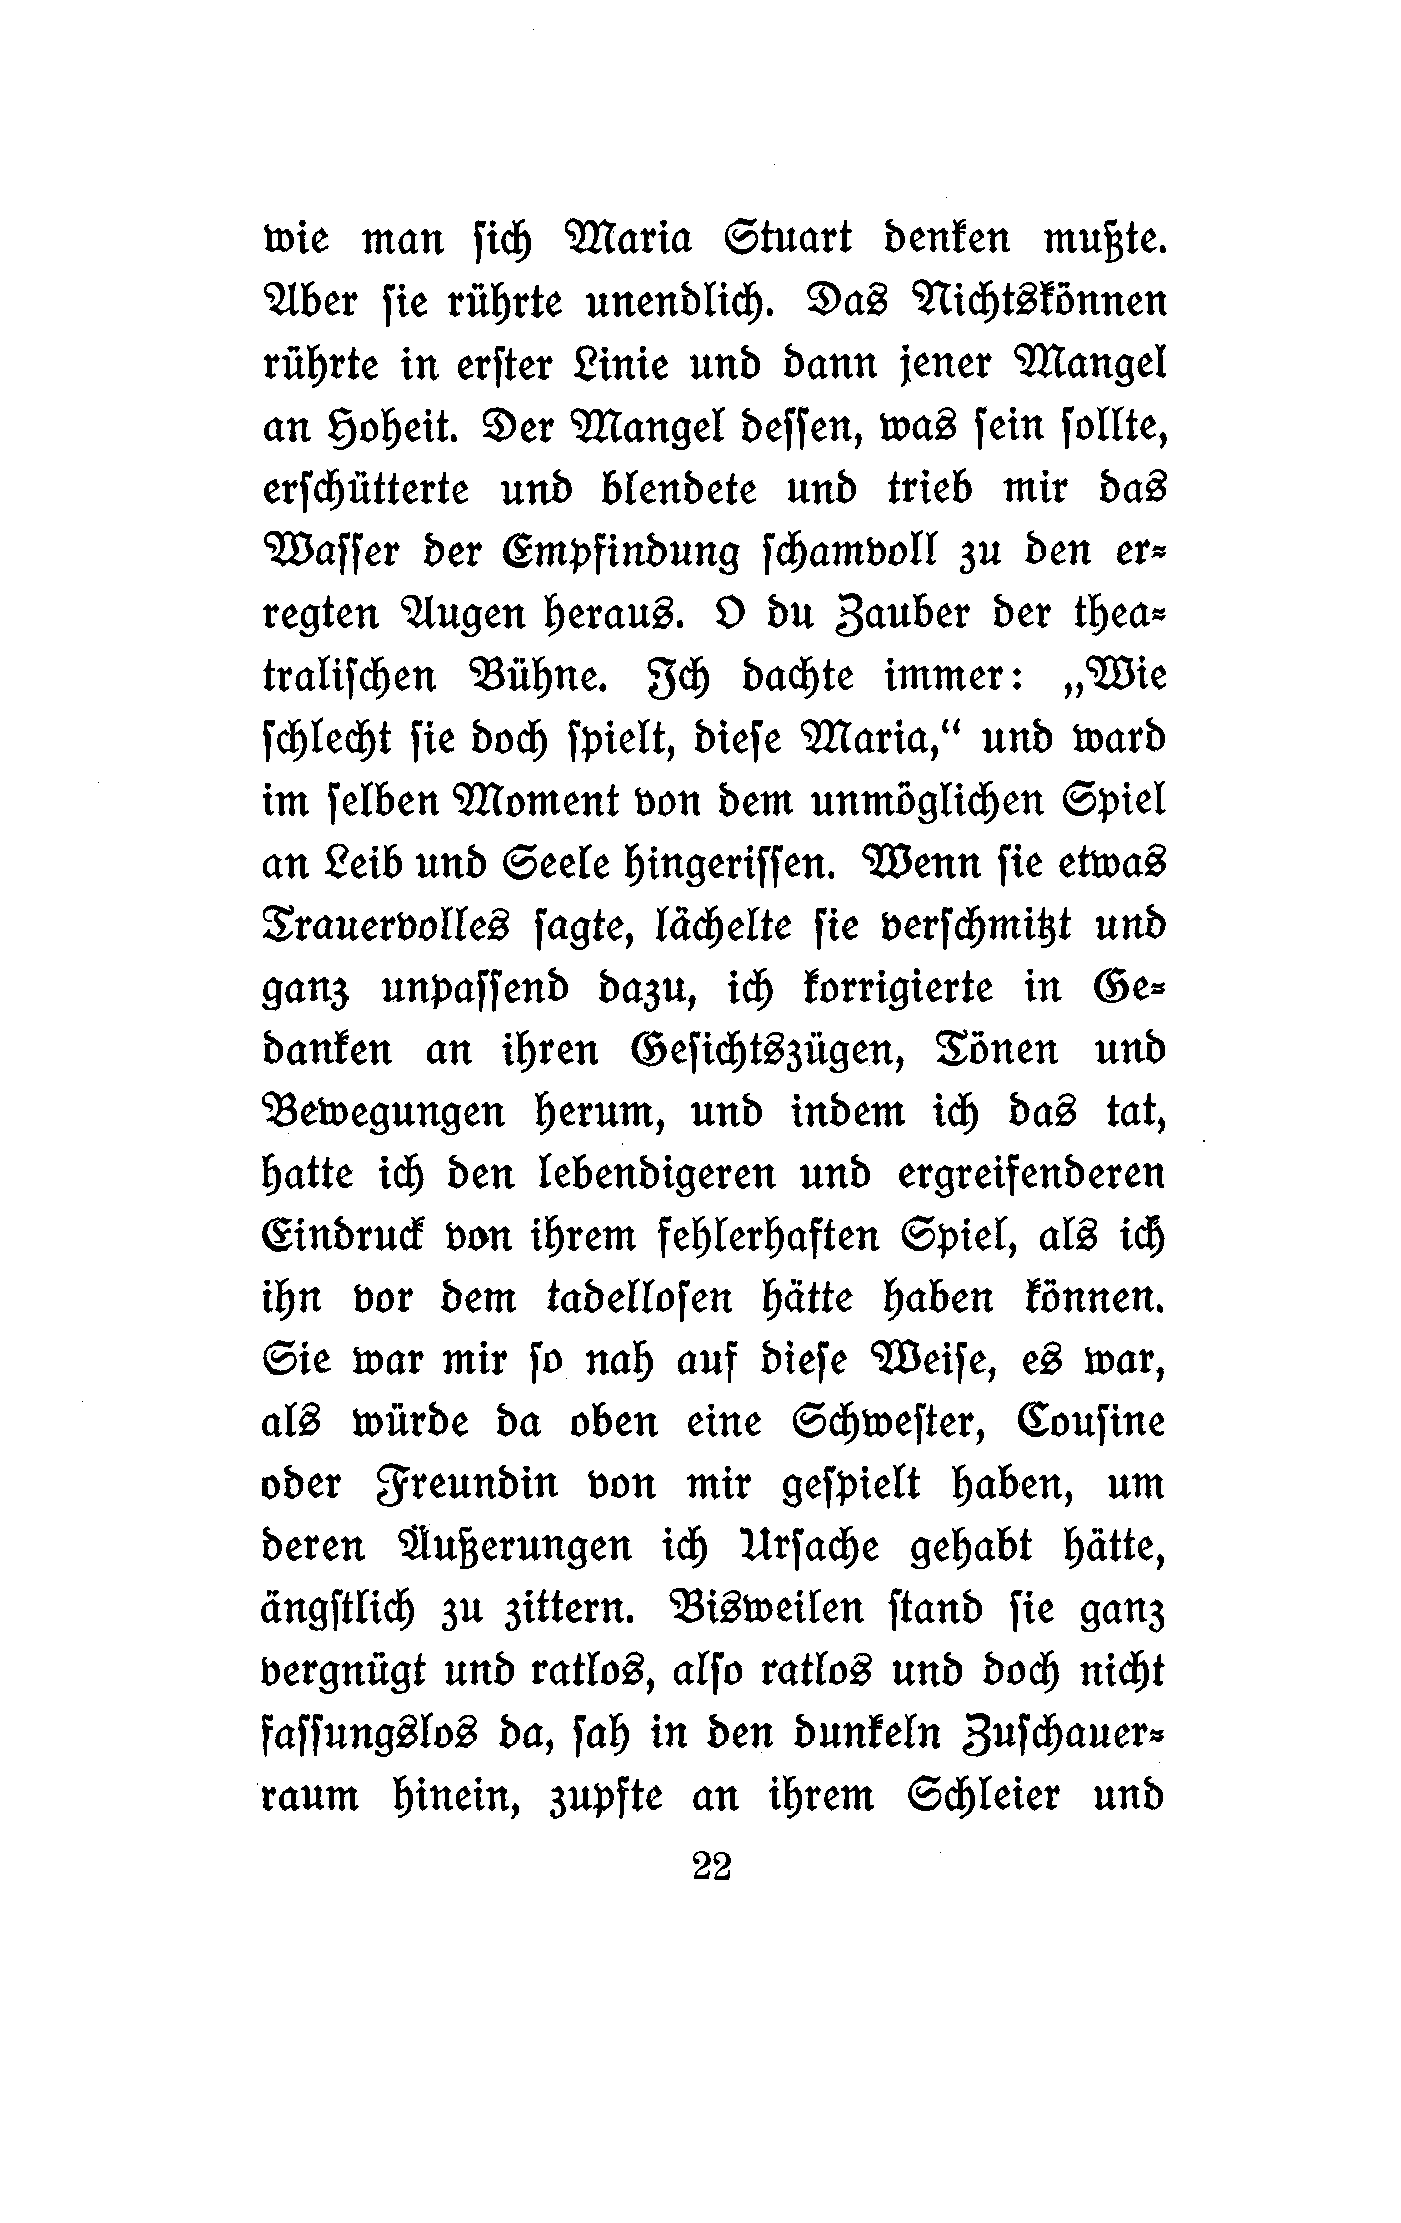 wie man sich Maria Stuart denken mußte.
Aber sie rührte unendlich. Das Nichtskönnen
rührte in erster Linie und dann jener Mangel
an Hoheit. Der Mangel dessen, was sein sollte,
erschütterte und blendete und trieb mir das
Wasser der Empfindung schamvoll zu den er-
regten Augen heraus. O du Zauber der thea-
tralischen Bühne. Ich dachte immer: „Wie
schlecht sie doch spielt, diese Maria,“ und ward
im selben Moment von dem unmöglichen Spiel
an Leib und Seele hingerissen. Wenn sie etwas
Trauervolles sagte, lächelte sie verschmitzt und
ganz unpassend dazu, ich korrigierte in Ge-
danken an ihren Gesichtszügen, Tönen und
Bewegungen herum, und indem ich das tat,
hatte ich den lebendigeren und ergreifenderen
Eindruck von ihrem fehlerhaften Spiel, als ich
ihn vor dem tadellosen hätte haben können.
Sie war mir so nah auf diese Weise, es war,
als würde da oben eine Schwester, Cousine
oder Freundin von mir gespielt haben, um
deren Äußerungen ich Ursache gehabt hätte,
ängstlich zu zittern. Bisweilen stand sie ganz
vergnügt und ratlos, also ratlos und doch nicht
fassungslos da, sah in den dunkeln Zuschauer-
raum hinein, zupfte an ihrem Schleier und
22